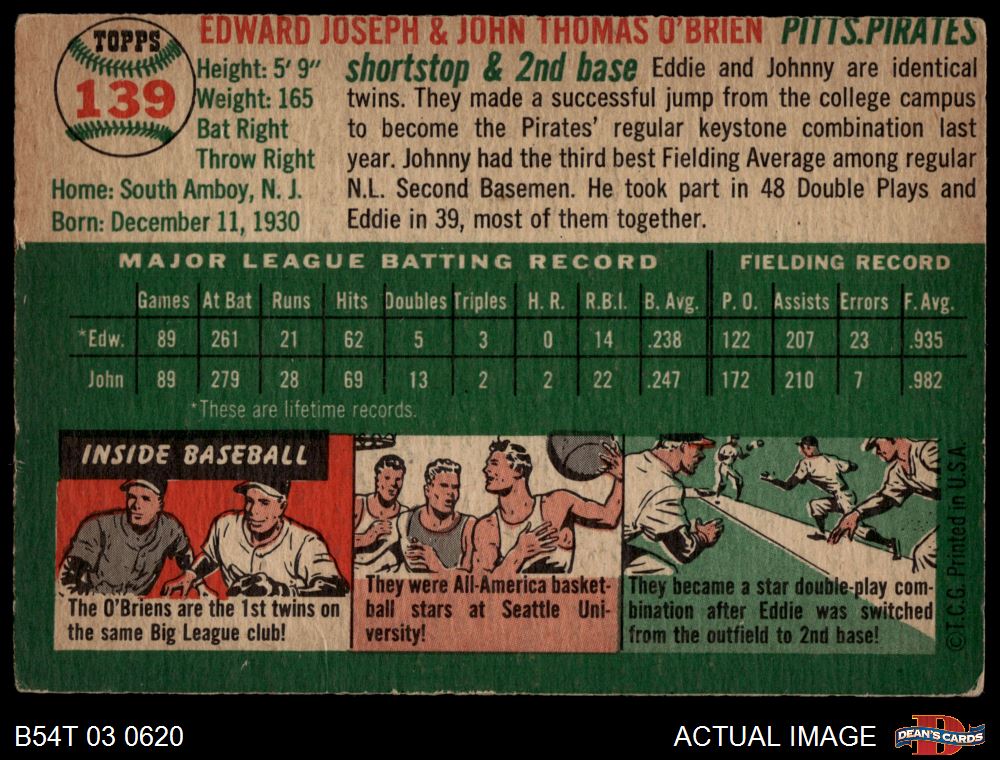 EDWARD JOSEPH & JOHN THOMAS O'BRIEN PITTS.PIRATES
TOPPS
139
Height: 5' 9"
Weight: 165
Bat Right
Throw Right
Home: South Amboy, N. J.
Born: December 11, 1930
shortstop & 2nd base Eddie and Johnny are identical
twins. They made a successful jump from the college campus
to become the Pirates' regular keystone combination last
year. Johnny had the third best Fielding Average among regular
N.L. Second Basemen. He took part in 48 Double Plays and
Eddie in 39, most of them together.
MAJOR LEAGUE BATTING RECORD FIELDING RECORD
Games At Bat Runs Hits Doubles Triples H. R. R.B.I. B. Avg. P. O. Assists Errors F. Avg.
*Edw. 89 261 21 62 5 3 0 14 .238 122 207 23 .935
John 89 279 28 69 13 2 2 22 .247 172 210 7 .982
*These are lifetime records.
INSIDE BASEBALL
The O'Briens are the 1st twins on
the same Big League club!
They were All-America basket-
ball stars at Seattle Uni-
versity!
They became a star double-play com-
bination after Eddie was switched
from the outfield to 2nd base!
©T.C.G. Printed in U.S.A.
B54T 03 0620
ACTUAL IMAGE
D
DEAN'S CARDS